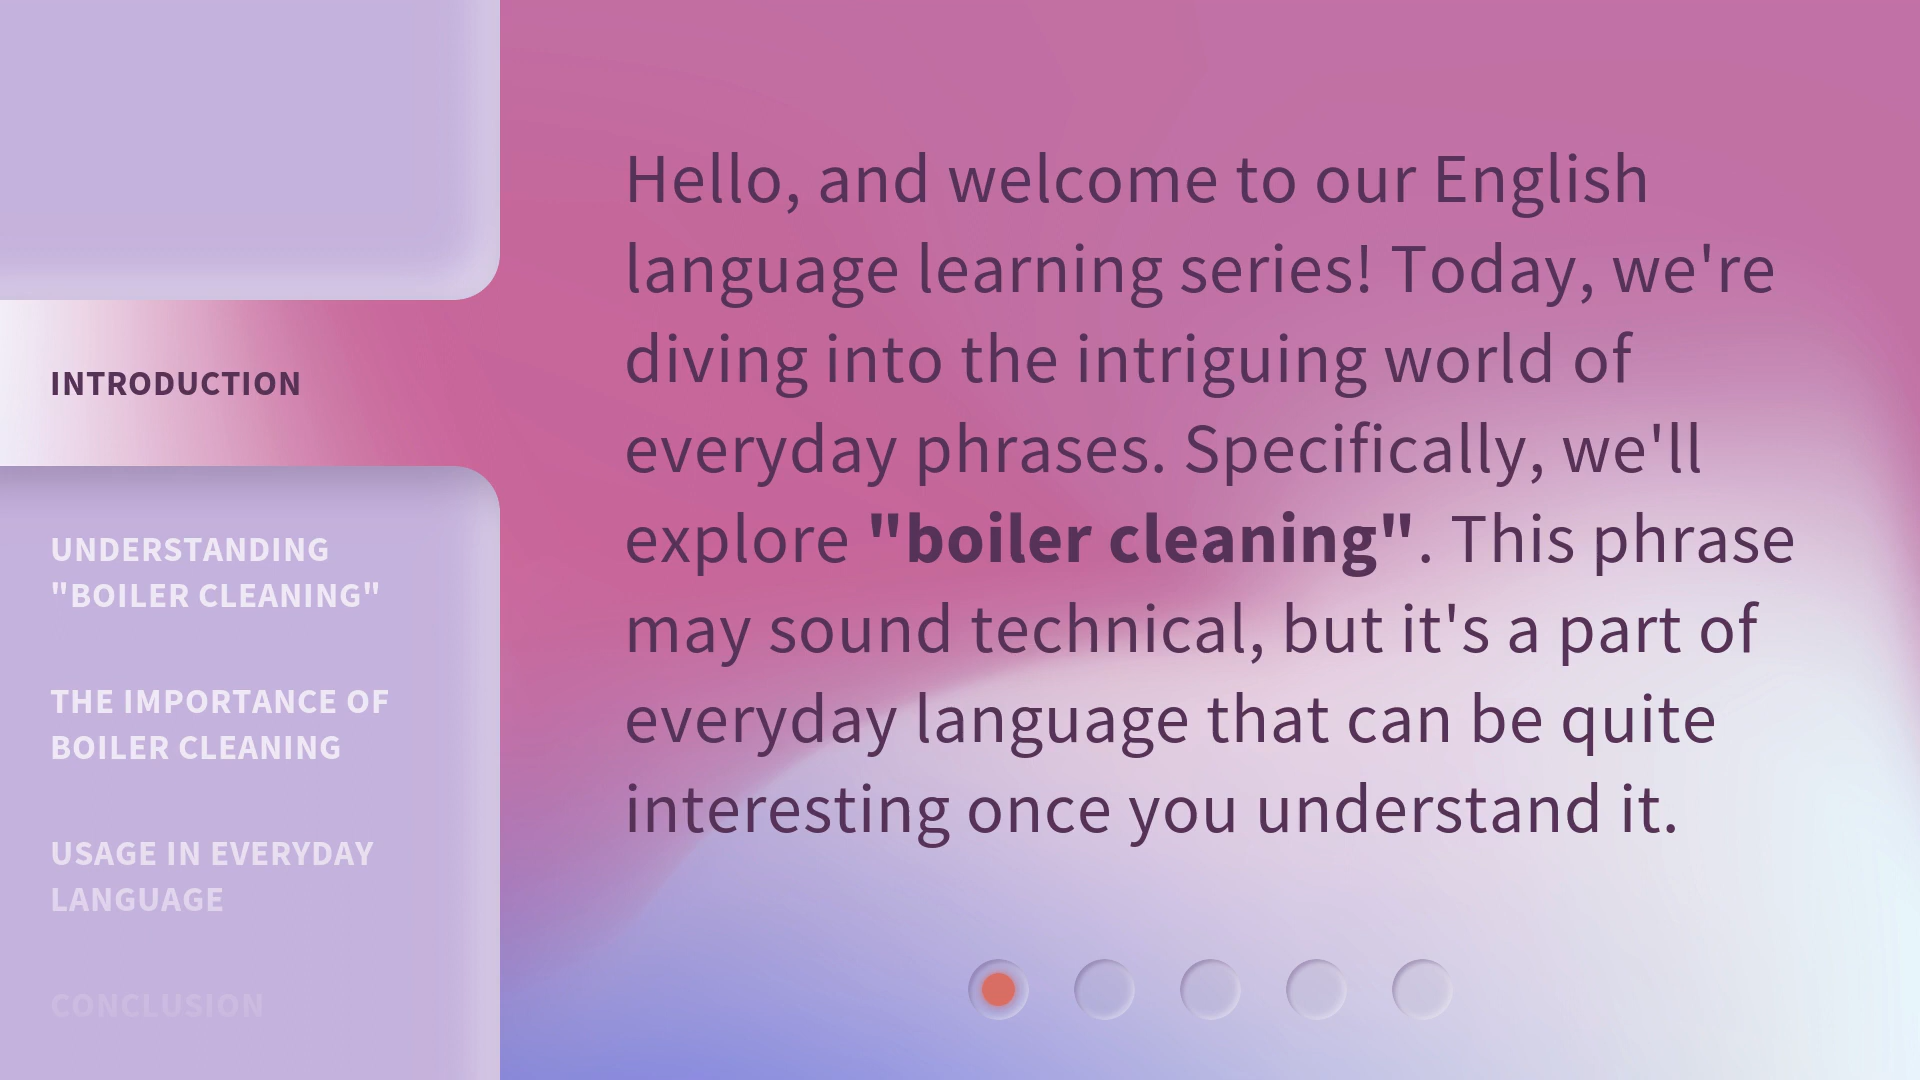 INTRODUCTION
UNDERSTANDING
"BOILER CLEANING"
THE IMPORTANCE OF
BOILER CLEANING
USAGE IN EVERYDAY
LANGUAGE
CONCLUSION
Hello, and welcome to our English
language learning series! Today, we're
diving into the intriguing world of
everyday phrases. Specifically, we'll
explore "boiler cleaning". This phrase
may sound technical, but it's a part of
everyday language that can be quite
interesting once you understand it.